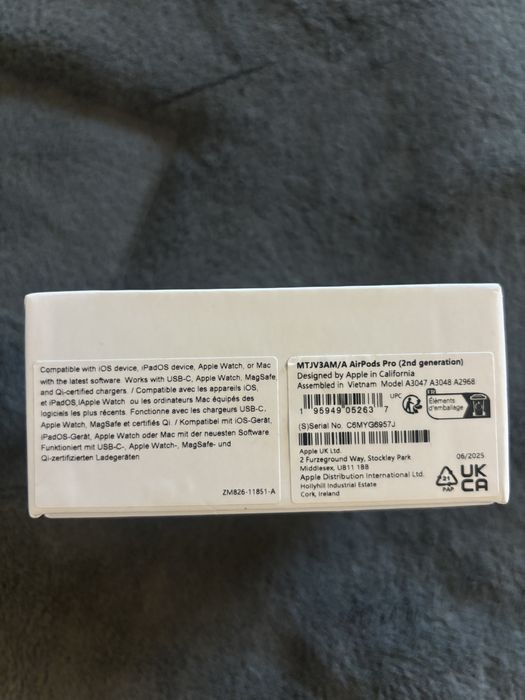 Compatible with iOS device, iPadOS device, Apple Watch, or Mac
with the latest software. Works with USB-C, Apple Watch, MagSafe
and Qi-certified chargers. / Compatible avec les appareils iOS,
et iPadOS,lApple Watch ou les ordinateurs Mac équipés des
logiciels les plus récents. Fonctionne avec les chargeurs USB-C,
Apple Watch, MagSafe et certifiés Qi. / Kompatibel mit iOS-Gerät,
iPadOS-Gerät, Apple Watch oder Mac mit der neuesten Software
Funktioniert mit USB-C-, Apple Watch-, MagSafe- und
Qi-zertifizierten Ladegeräten
ZM826-11851-A
MTJV3AM/A AirPods Pro (2nd generation)
Designed by Apple in California
Assembled in Vietnam Model A3047 A3048 A2968
1 95949 05263 7
UPC
FR
Éléments
d'emballage
(S)Serial No. C6MYG6957J
Apple UK Ltd.
2 Furzeground Way, Stockley Park
Middlesex, UB11 1BB
Apple Distribution International Ltd.
Hollyhill Industrial Estate
Cork, Ireland
06/2025
21
PAP
UK
CA